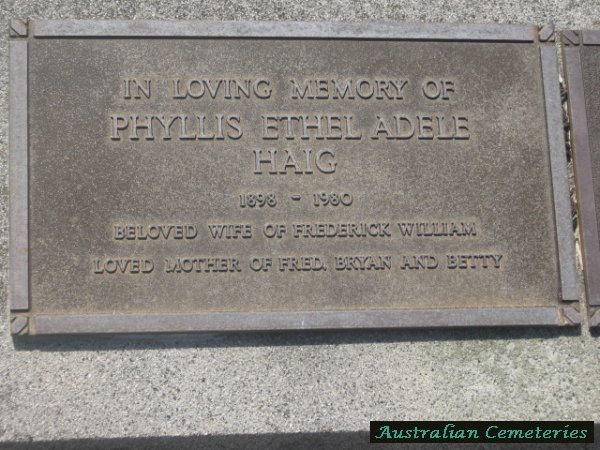 IN LOVING MEMORY OF
PHYLLIS ETHEL ADELE
HAIG
1898 - 1980
BELOVED WIFE OF FREDERICK WILLIAM
LOVED MOTHER OF FRED, BRYAN AND BETTY
Australian Cemeteries